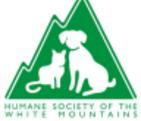 HUMANE SOCIETY OF THE
WHITE MOUNTAINS